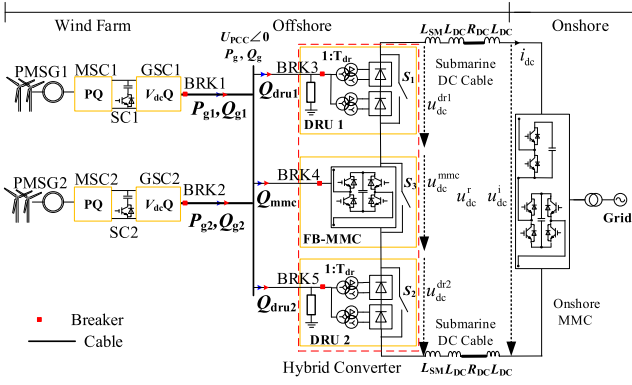 Wind Farm
Offshore
Onshore
L_SM L_DC R_DC L_DC
U_PCC∠0
P_g, Q_g
PMSG1
MSC1
GSC1
PQ
V_dcQ
SC1
BRK1
P_g1,Q_g1
Q_dru1
BRK3
1:T_dr
S_1
DRU 1
u_dc^dr1
Submarine
DC Cable
i_dc
PMSG2
MSC2
GSC2
PQ
V_dcQ
SC2
BRK2
P_g2,Q_g2
Q_mmc
BRK4
S_3
FB-MMC
u_dc^mmc
u_dc^r
u_dc^i
Grid
Q_dru2
BRK5
1:T_dr
S_2
DRU 2
u_dc^dr2
Submarine
DC Cable
Onshore
MMC
Breaker
Cable
Hybrid Converter
L_SM L_DC R_DC L_DC